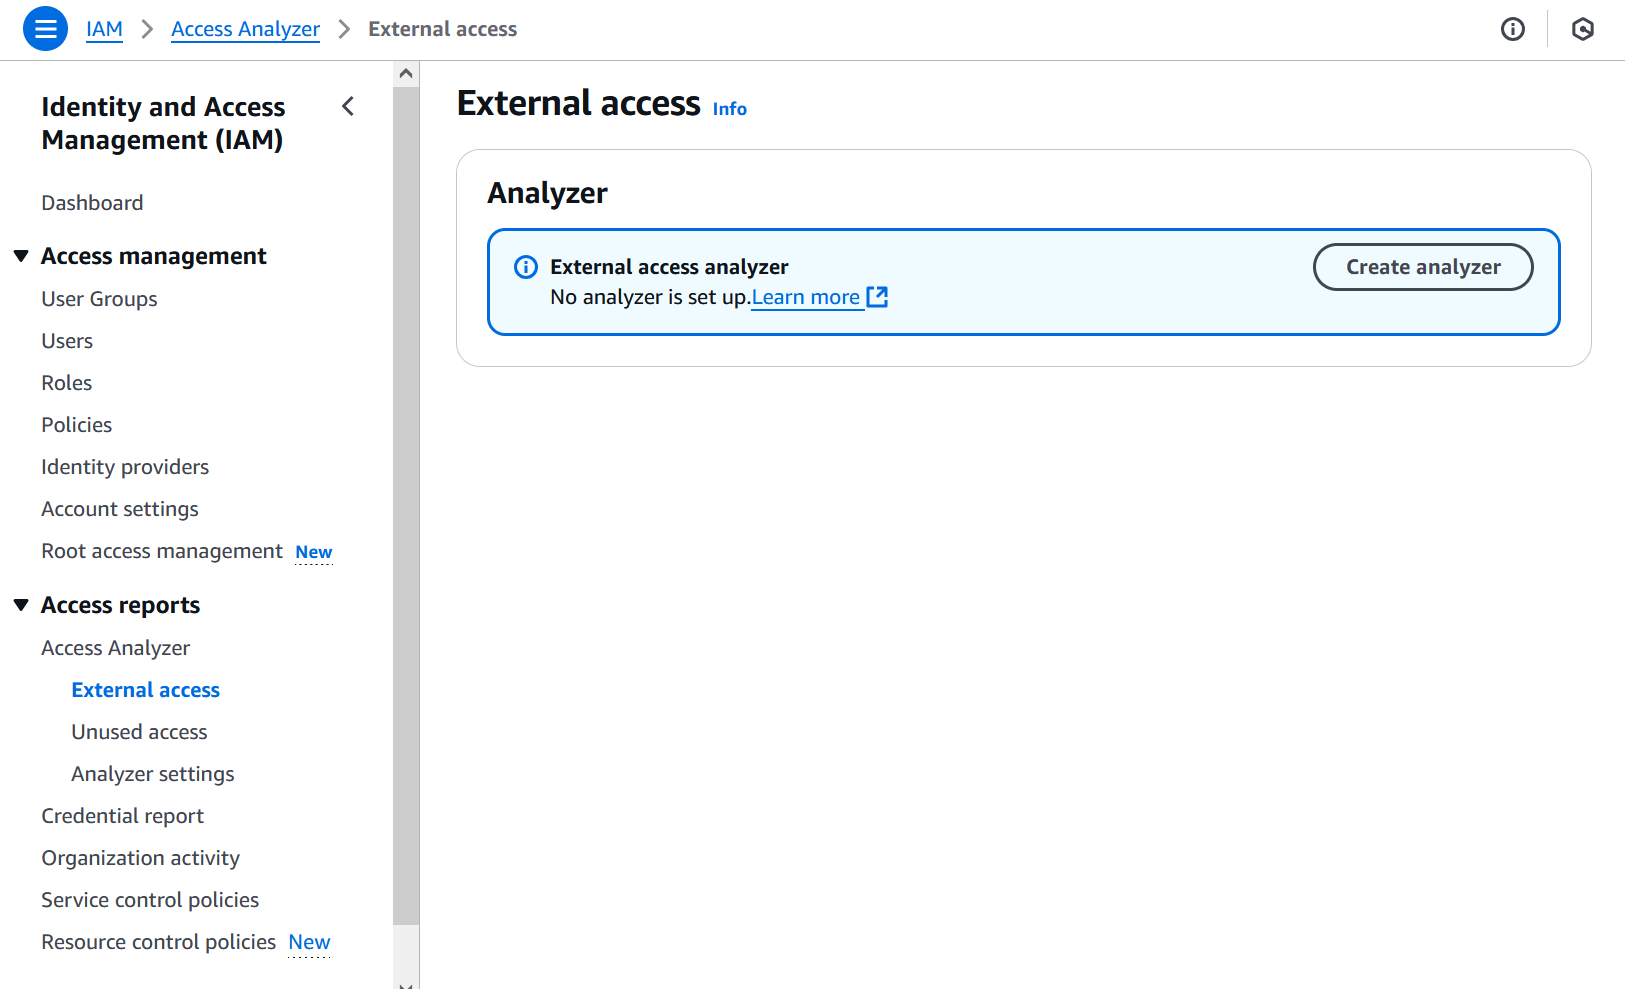 IAM > Access Analyzer > External access
Identity and Access
Management (IAM)
Dashboard
Access management
User Groups
Users
Roles
Policies
Identity providers
Account settings
Root access management New
Access reports
Access Analyzer
External access
Unused access
Analyzer settings
Credential report
Organization activity
Service control policies
Resource control policies New
External access Info
Analyzer
External access analyzer
No analyzer is set up.Learn more
Create analyzer